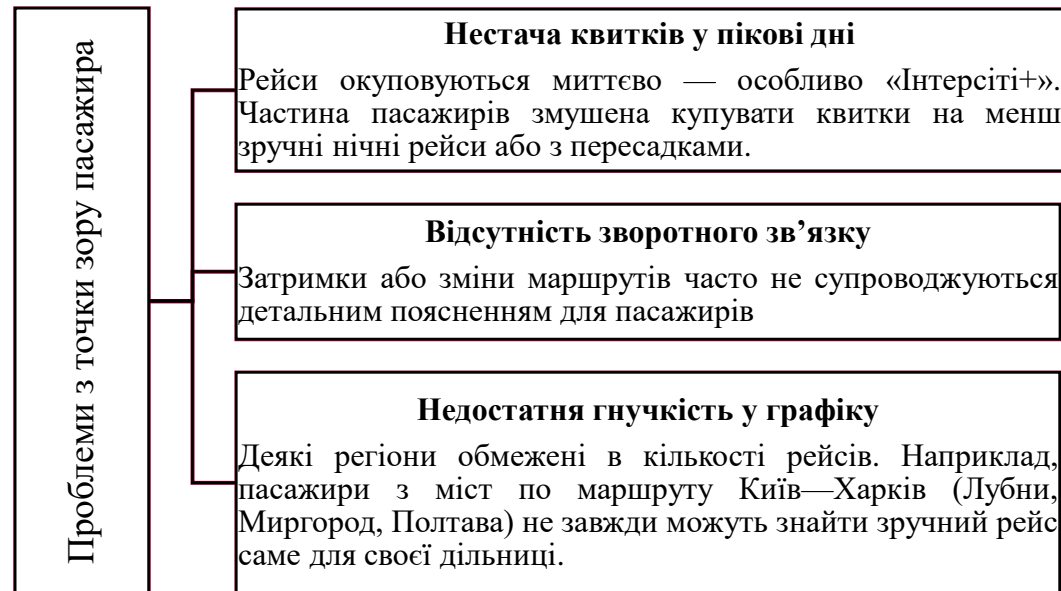 Проблеми з точки зору пасажира
Нестача квитків у пікові дні
Рейси окуповуються миттєво — особливо «Інтерсіті+».
Частина пасажирів змушена купувати квитки на менш
зручні нічні рейси або з пересадками.
Відсутність зворотного зв’язку
Затримки або зміни маршрутів часто не супроводжуються
детальним поясненням для пасажирів
Недостатня гнучкість у графіку
Деякі регіони обмежені в кількості рейсів. Наприклад,
пасажири з міст по маршруту Київ—Харків (Лубни,
Миргород, Полтава) не завжди можуть знайти зручний рейс
саме для своєї дільниці.